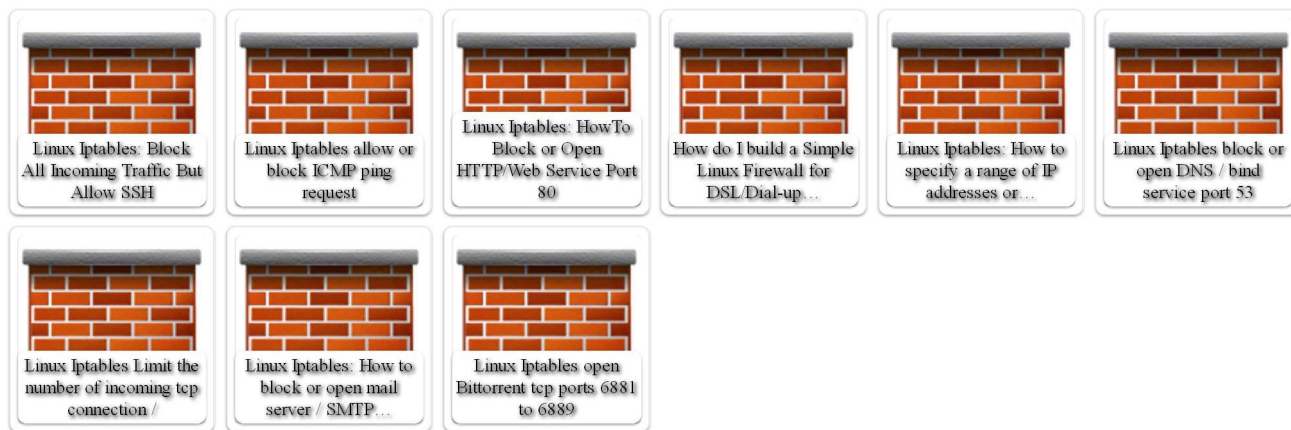 Linux Iptables: Block
All Incoming Traffic But
Allow SSH
Linux Iptables allow or
block ICMP ping
request
Linux Iptables: HowTo
Block or Open
HTTP/Web Service Port
80
How do I build a Simple
Linux Firewall for
DSL/Dial-up…
Linux Iptables: How to
specify a range of IP
addresses or…
Linux Iptables block or
open DNS / bind
service port 53
Linux Iptables Limit the
number of incoming tcp
connection /
Linux Iptables: How to
block or open mail
server / SMTP…
Linux Iptables open
Bittorrent tcp ports 6881
to 6889